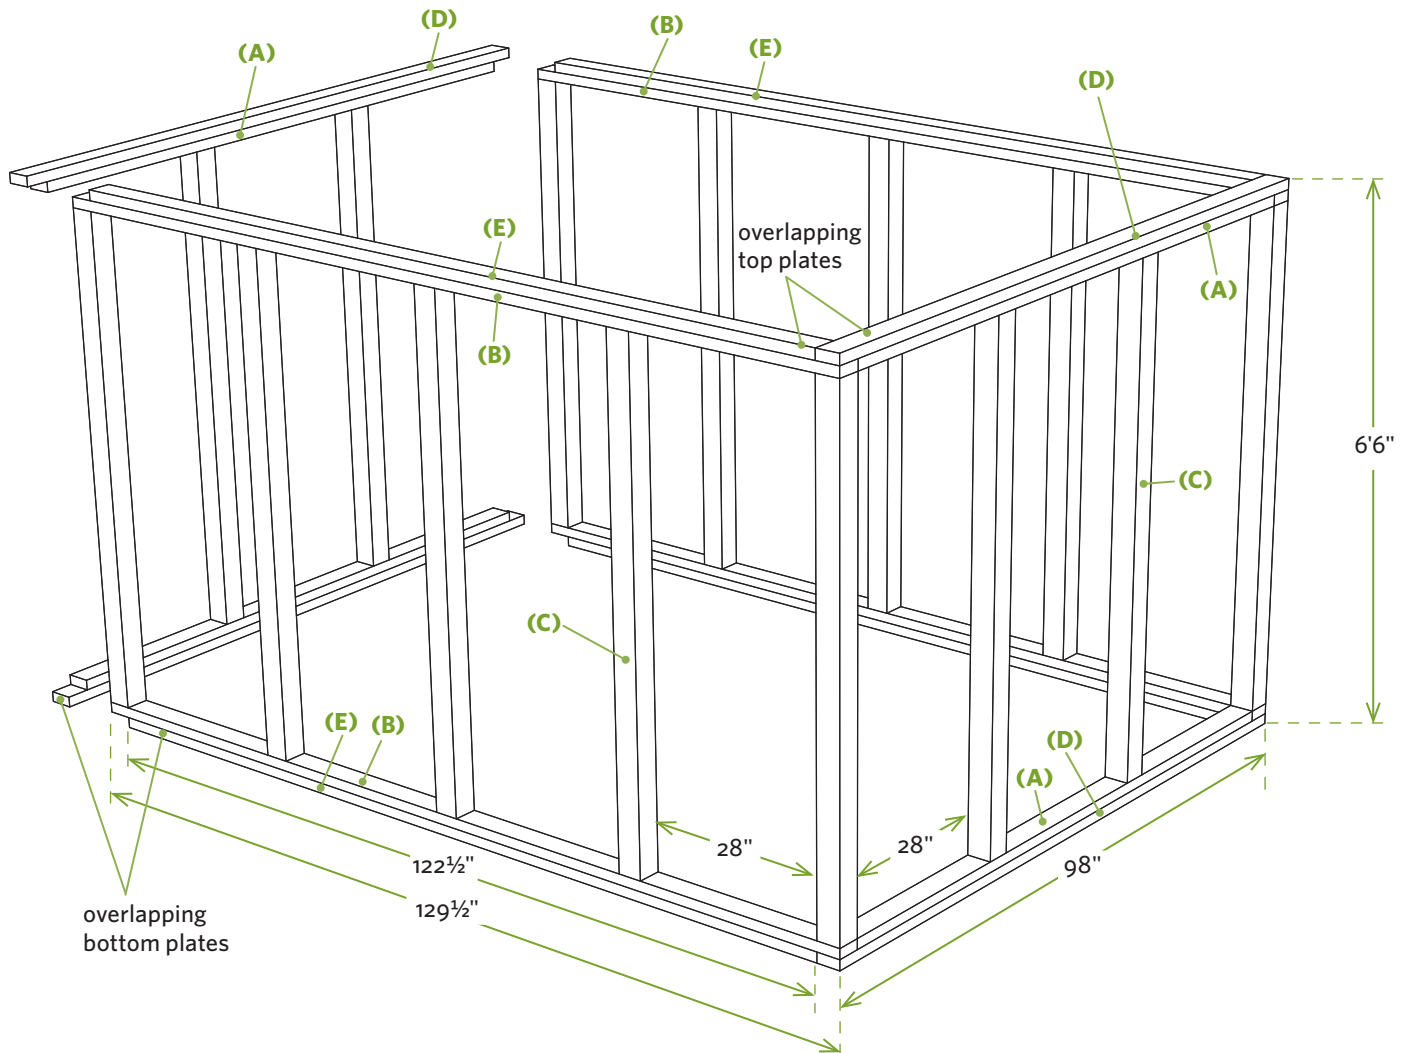 (D)
(B)
(A)
(E)
(D)
(E)
overlapping
top plates
(A)
(B)
6'6"
(C)
(C)
(E)
(B)
(D)
(A)
28"
28"
122½"
98"
129½"
overlapping
bottom plates